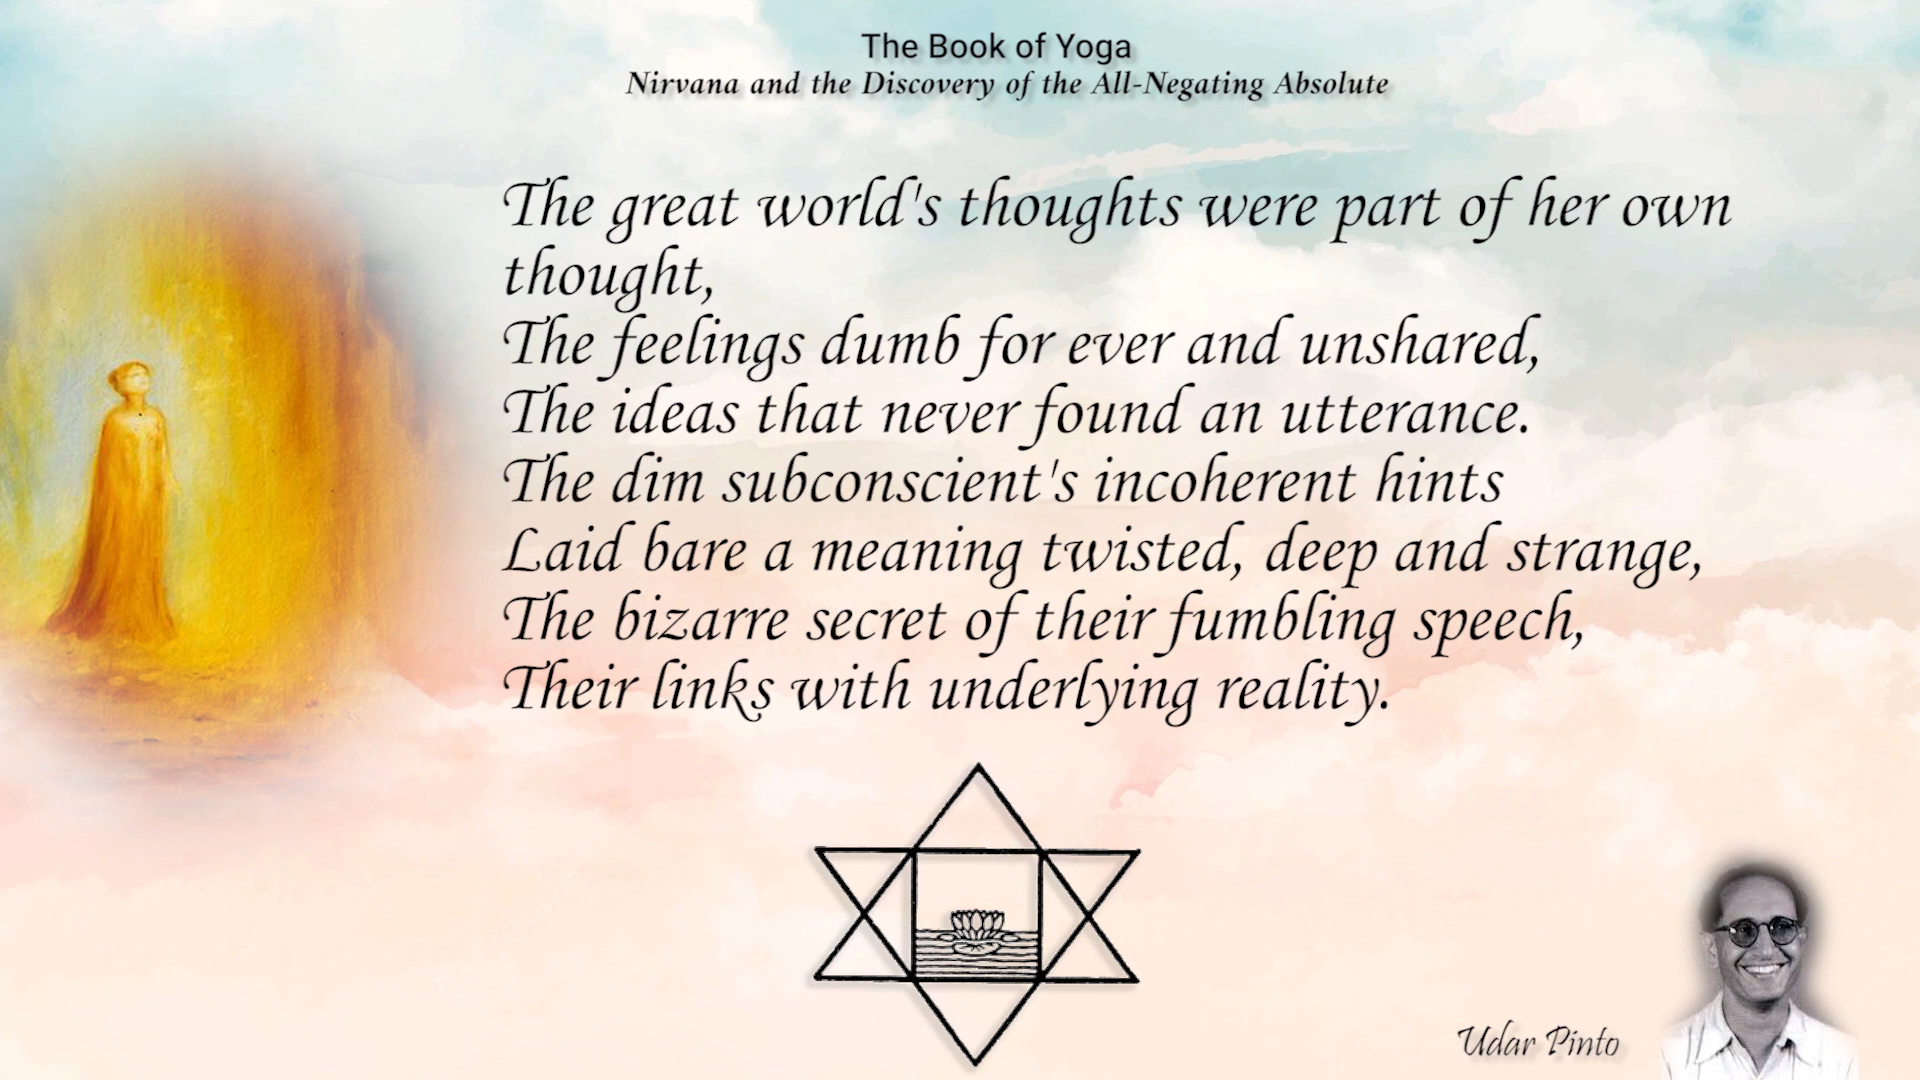 The Book of Yoga
Nirvana and the Discovery of the All-Negating Absolute
The great world's thoughts were part of her own
thought,
The feelings dumb for ever and unshared,
The ideas that never found an utterance.
The dim subconscient's incoherent hints
Laid bare a meaning twisted, deep and strange,
The bizarre secret of their fumbling speech,
Their links with underlying reality.
Udar Pinto